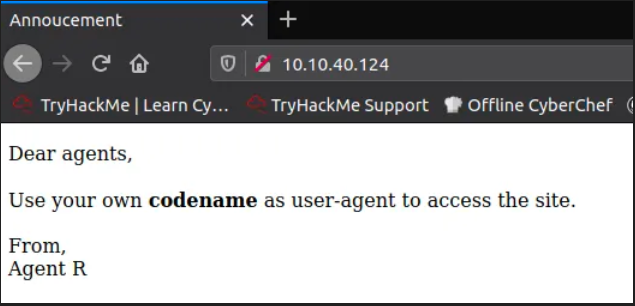 Annoucement
10.10.40.124
TryHackMe | Learn Cy... TryHackMe Support Offline CyberChef
Dear agents,
Use your own codename as user-agent to access the site.
From,
Agent R